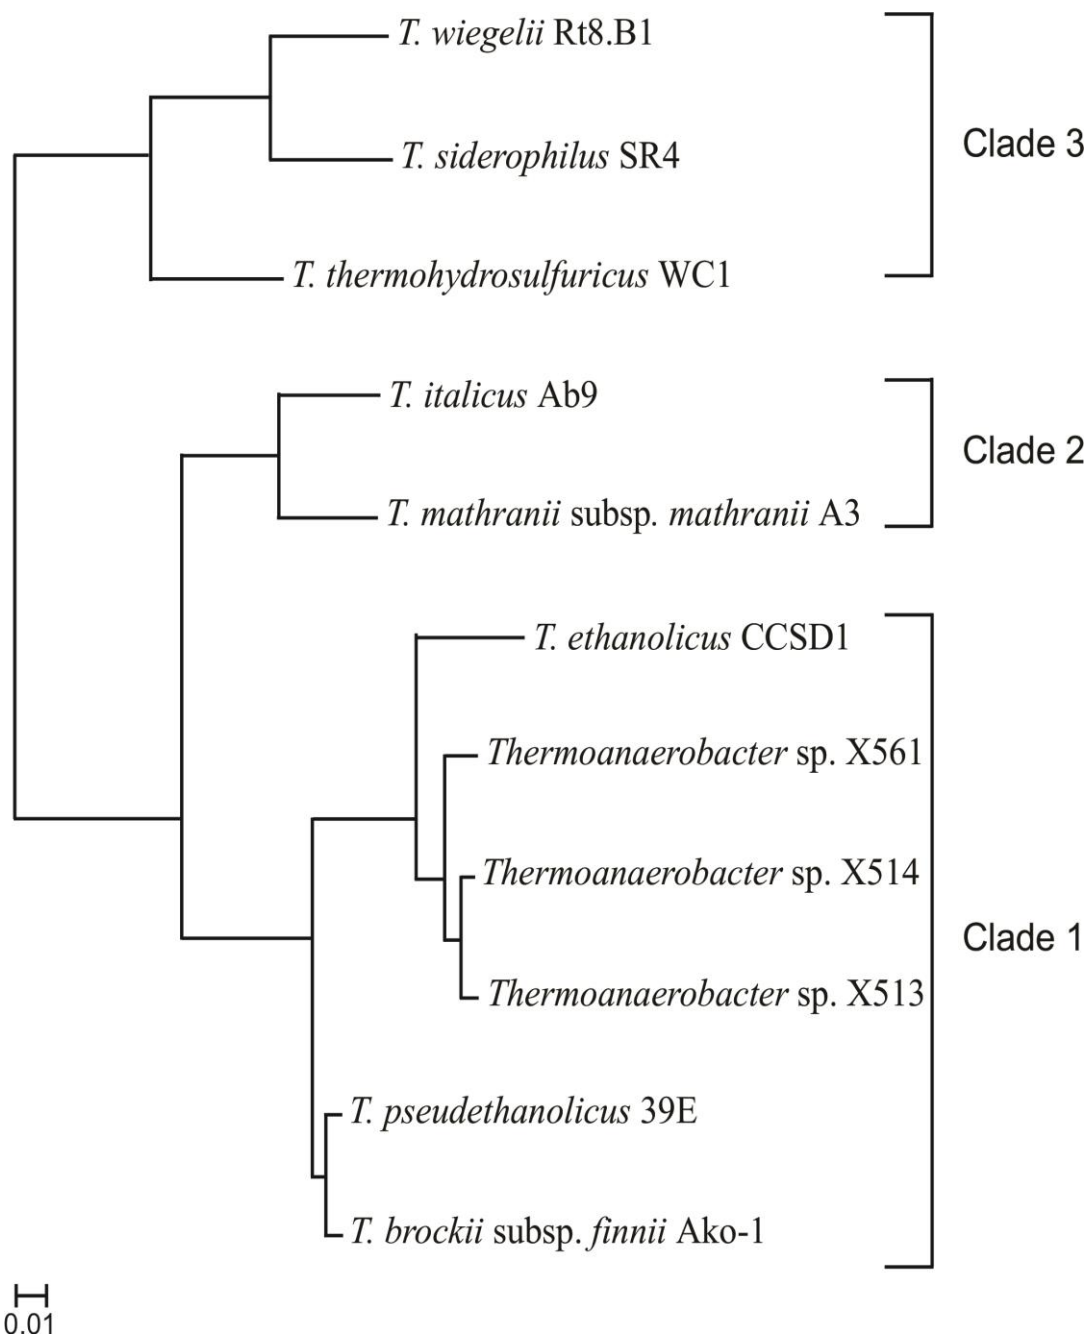 T. wiegelii Rt8.B1
Clade 3
T. siderophilus SR4
T. thermohydrosulfuricus WC1
T. italicus Ab9
Clade 2
T. mathranii subsp. mathranii A3
T. ethanolicus CCSD1
Thermoanaerobacter sp. X561
Thermoanaerobacter sp. X514
Clade 1
Thermoanaerobacter sp. X513
T. pseudethanolicus 39E
T. brockii subsp. finnii Ako-1
0.01